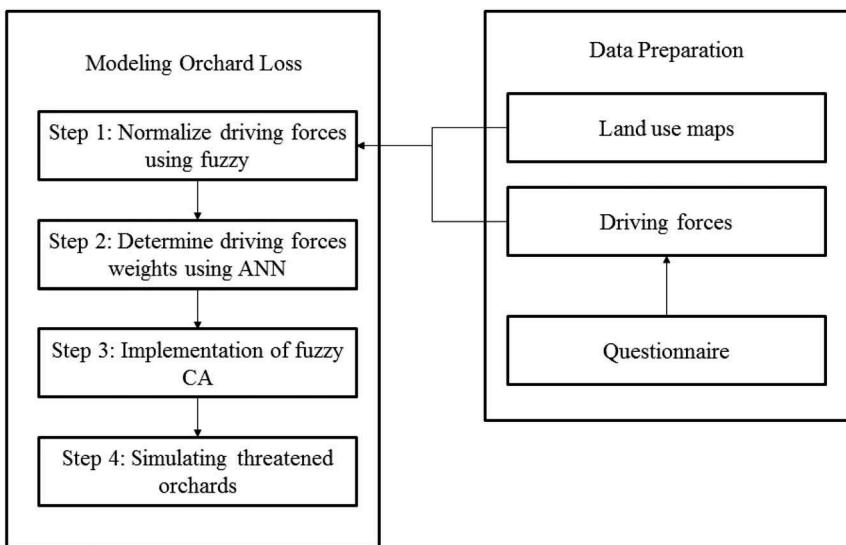 Modeling Orchard Loss
Step 1: Normalize driving forces
using fuzzy
Step 2: Determine driving forces
weights using ANN
Step 3: Implementation of fuzzy
CA
Step 4: Simulating threatened
orchards
Data Preparation
Land use maps
Driving forces
Questionnaire